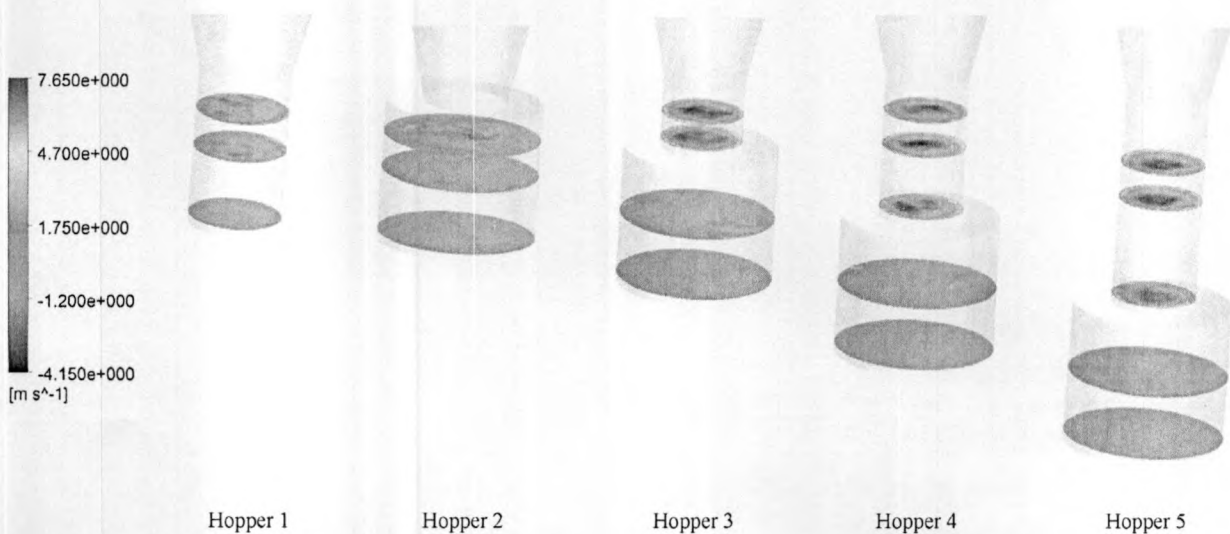 7.650e+000
4.700e+000
1.750e+000
-1.200e+000
-4.150e+000
[m s^-1]
Hopper 1
Hopper 2
Hopper 3
Hopper 4
Hopper 5